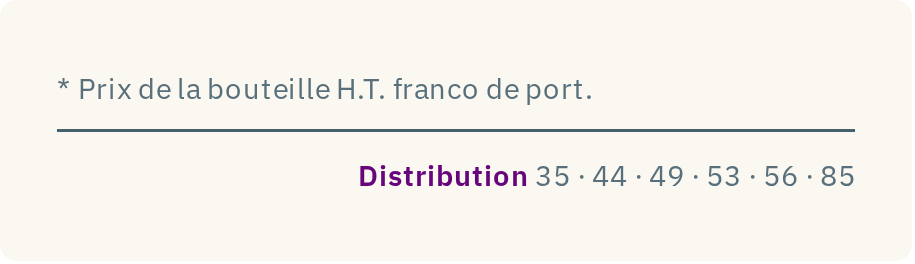 * Prix de la bouteille H.T. franco de port.
Distribution 35 · 44 · 49 · 53 · 56 · 85